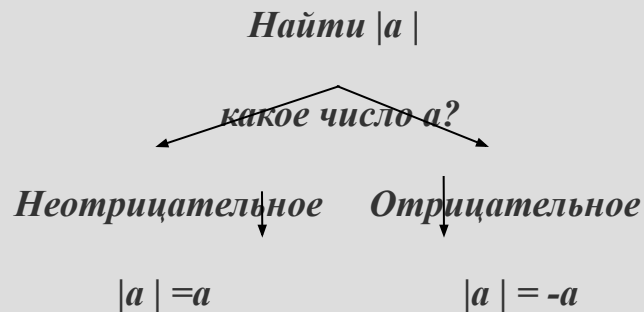 Найти |a |
какое число a?
Неотрицательное Отрицательное
|a | =a |a | = -a